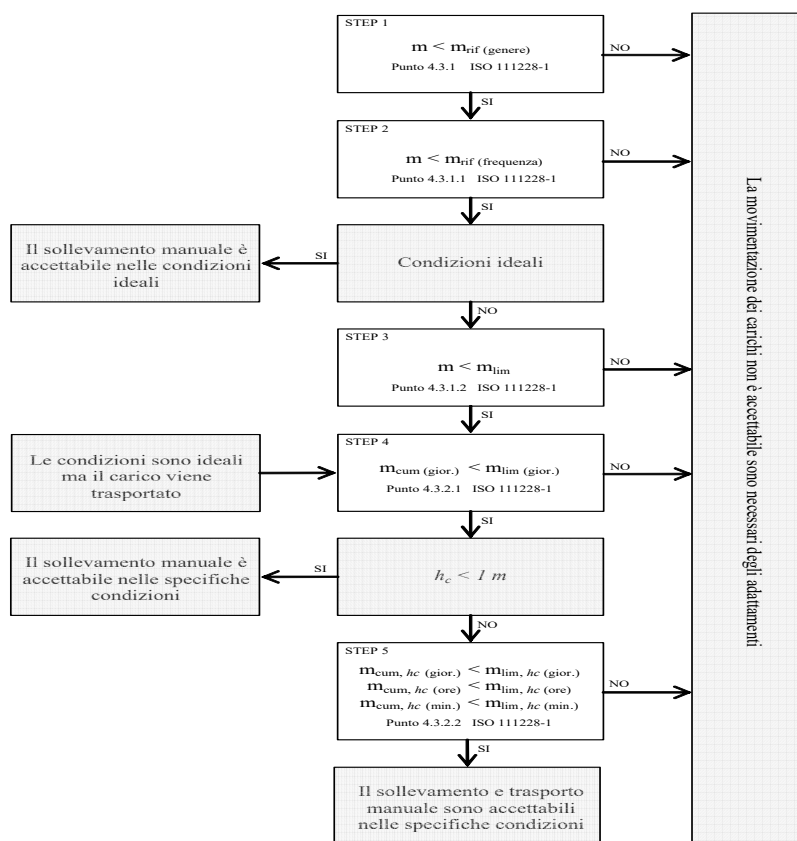 STEP 1
m < mrif (genere)
Punto 4.3.1 ISO 111228-1
NO
SI
STEP 2
m < mrif (frequenza)
Punto 4.3.1.1 ISO 111228-1
NO
SI
Il sollevamento manuale è
accettabile nelle condizioni
ideali
SI
Condizioni ideali
NO
STEP 3
m < mlim
Punto 4.3.1.2 ISO 111228-1
NO
SI
Le condizioni sono ideali
ma il carico viene
trasportato
STEP 4
mcum (gior.) < mlim (gior.)
Punto 4.3.2.1 ISO 111228-1
NO
SI
Il sollevamento manuale è
accettabile nelle specifiche
condizioni
SI
hc < 1 m
NO
STEP 5
mcum, hc (gior.) < mlim, hc (gior.)
mcum, hc (ore) < mlim, hc (ore)
mcum, hc (min.) < mlim, hc (min.)
Punto 4.3.2.2 ISO 111228-1
NO
SI
Il sollevamento e trasporto
manuale sono accettabili
nelle specifiche condizioni
La movimentazione dei carichi non è accettabile sono necessari degli adattamenti